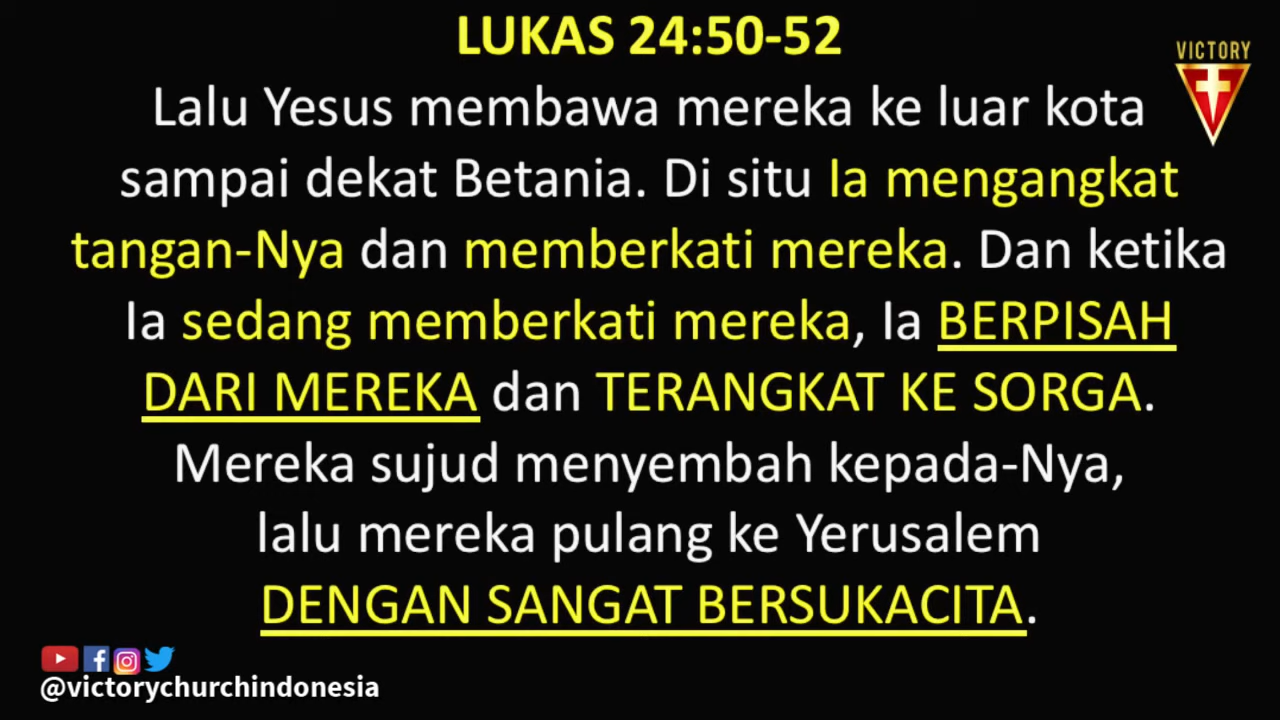 LUKAS 24:50-52
VICTORY
Lalu Yesus membawa mereka ke luar kota
sampai dekat Betania. Di situ Ia mengangkat
tangan-Nya dan memberkati mereka. Dan ketika
Ia sedang memberkati mereka, Ia BERPISAH
DARI MEREKA dan TERANGKAT KE SORGA.
Mereka sujud menyembah kepada-Nya,
lalu mereka pulang ke Yerusalem
DENGAN SANGAT BERSUKACITA.
@victorychurchindonesia